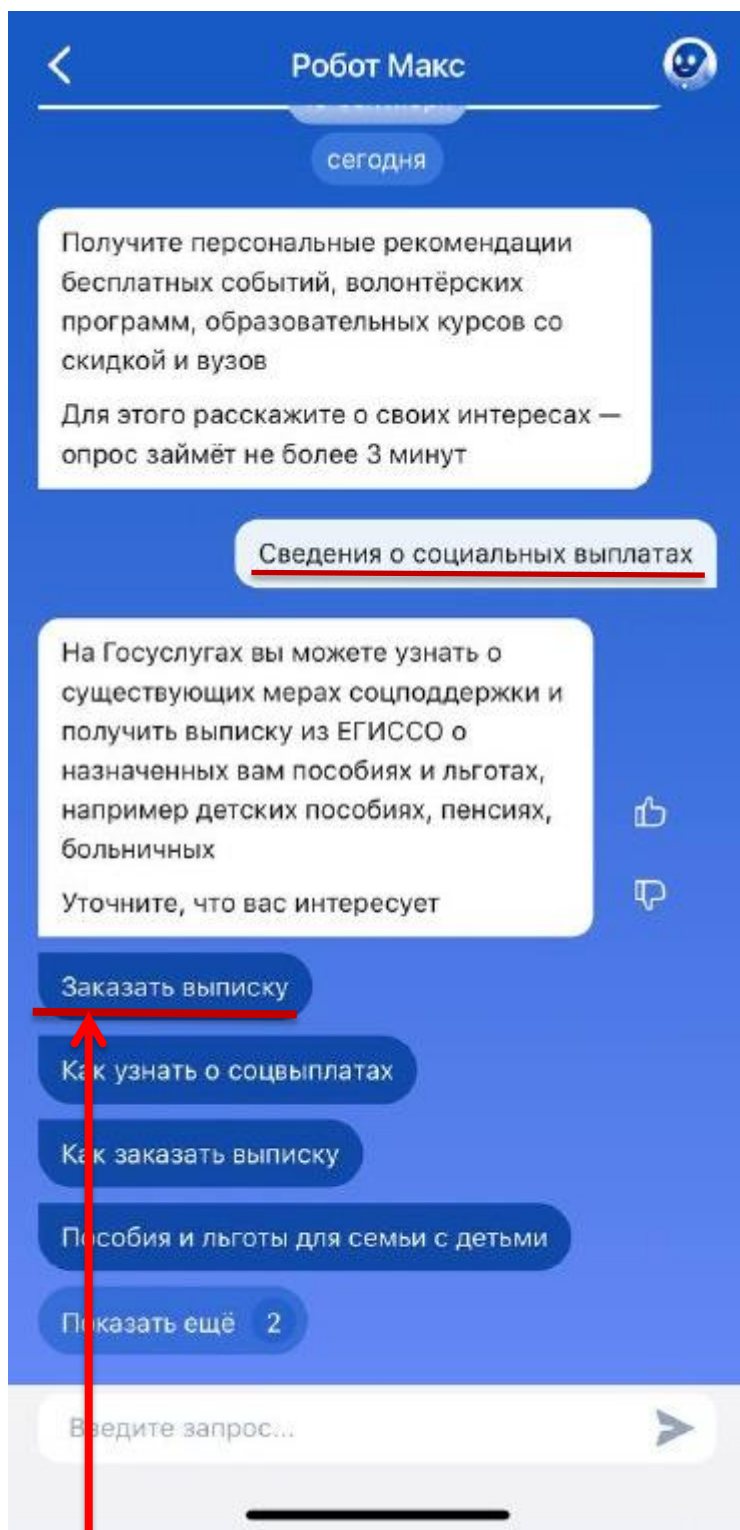 Робот Макс
сегодня
Получите персональные рекомендации
бесплатных событий, волонтёрских
программ, образовательных курсов со
скидкой и вузов
Для этого расскажите о своих интересах —
опрос займёт не более 3 минут
Сведения о социальных выплатах
На Госуслугах вы можете узнать о
существующих мерах соцподдержки и
получить выписку из ЕГИССО о
назначенных вам пособиях и льготах,
например детских пособиях, пенсиях,
больничных
Уточните, что вас интересует
Заказать выписку
Как узнать о соцвыплатах
Как заказать выписку
Пособия и льготы для семьи с детьми
Показать ещё 2
Введите запрос...